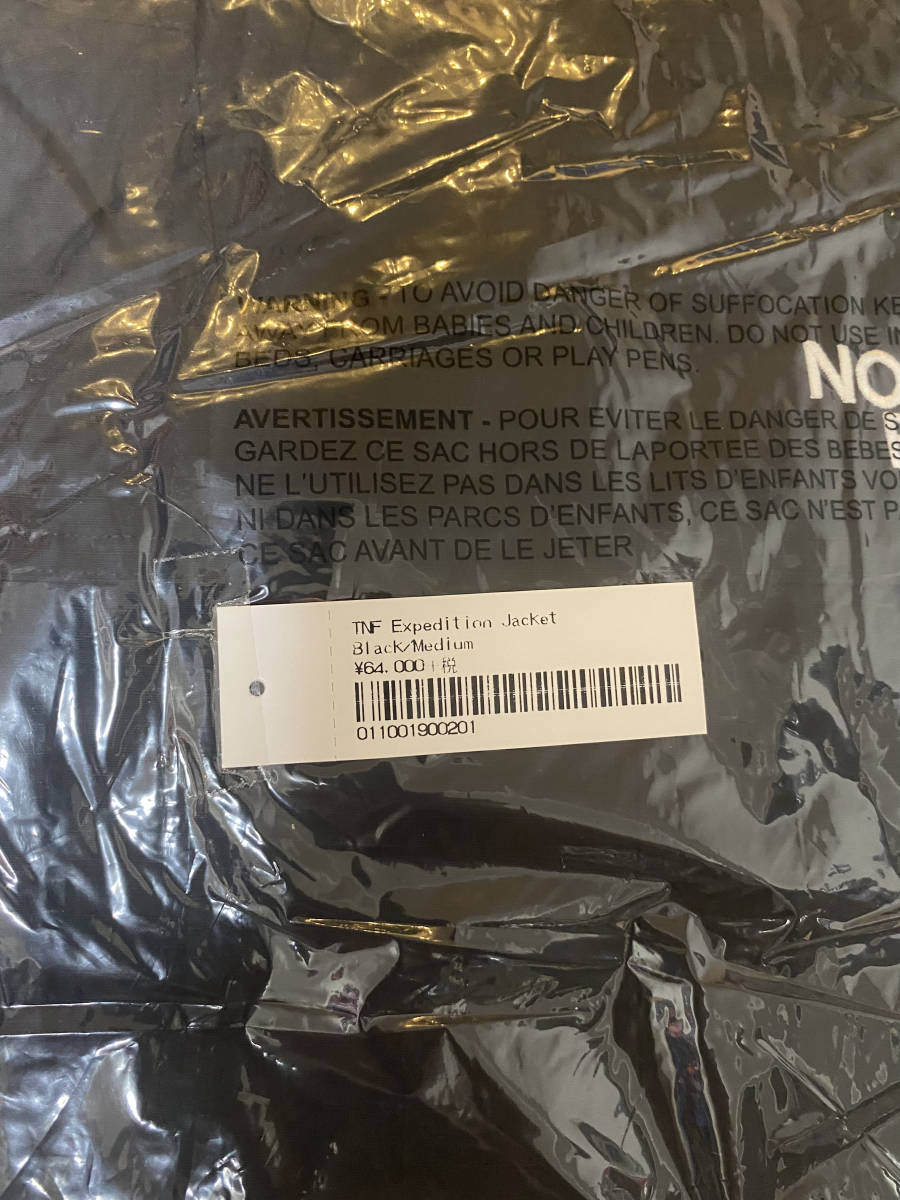 WARNING - TO AVOID DANGER OF SUFFOCATION KE
AWAY FROM BABIES AND CHILDREN. DO NOT USE IN
BEDS, CARRIAGES OR PLAY PENS.
NO
AVERTISSEMENT - POUR EVITER LE DANGER DE S
GARDEZ CE SAC HORS DE LAPORTEE DES BEBES
NE L'UTILISEZ PAS DANS LES LITS D'ENFANTS VO
NI DANS LES PARCS D'ENFANTS, CE SAC N'EST PA
CE SAC AVANT DE LE JETER
TNF Expedition Jacket
Black/Medium
¥64,000+税
011001900201